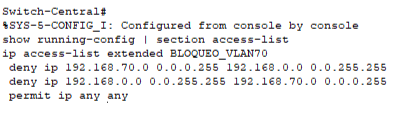 Switch-Central#
%SYS-5-CONFIG_I: Configured from console by console
show running-config | section access-list
ip access-list extended BLOQUEO_VLAN70
deny ip 192.168.70.0 0.0.0.255 192.168.0.0 0.0.255.255
deny ip 192.168.0.0 0.0.255.255 192.168.70.0 0.0.0.255
permit ip any any